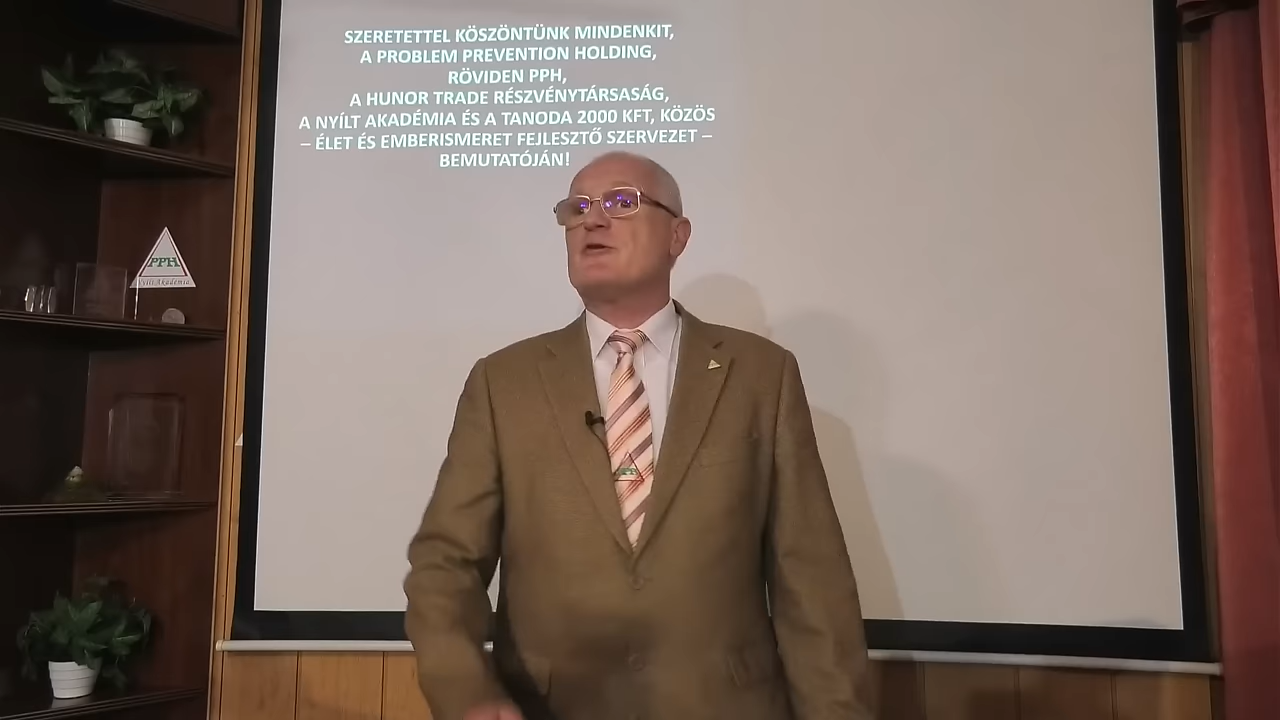 SZERETETTEL KÖSZÖNTÜNK MINDENKIT,
A PROBLEM PREVENTION HOLDING,
RÖVIDEN PPH,
A HUNOR TRADE RÉSZVÉNYTÁRSASÁG,
A NYÍLT AKADÉMIA ÉS A TANODA 2000 KFT, KÖZÖS
– ÉLET ÉS EMBERISMERET FEJLESZTŐ SZERVEZET –
BEMUTATÓJÁN!
PPH
Nyílt Akadémia
PPH